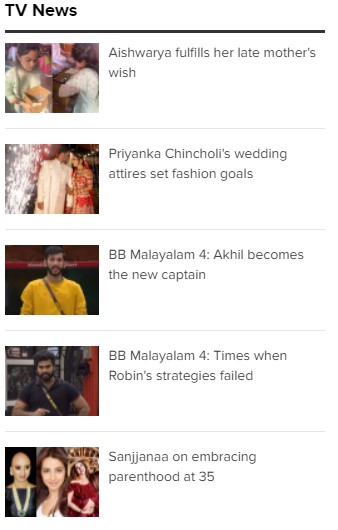 TV News
Aishwarya fulfills her late mother's
wish
Priyanka Chincholi's wedding
attires set fashion goals
BB Malayalam 4: Akhil becomes
the new captain
BB Malayalam 4: Times when
Robin's strategies failed
Sanjjanaa on embracing
parenthood at 35